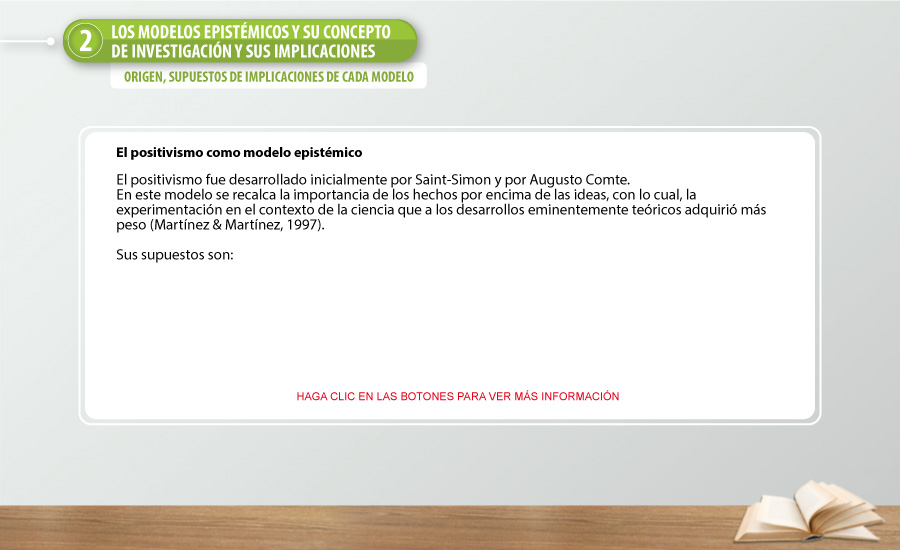 2
LOS MODELOS EPISTÉMICOS Y SU CONCEPTO
DE INVESTIGACIÓN Y SUS IMPLICACIONES
ORIGEN, SUPUESTOS DE IMPLICACIONES DE CADA MODELO
El positivismo como modelo epistémico
El positivismo fue desarrollado inicialmente por Saint-Simon y por Augusto Comte.
En este modelo se recalca la importancia de los hechos por encima de las ideas, con lo cual, la
experimentación en el contexto de la ciencia que a los desarrollos eminentemente teóricos adquirió más
peso (Martínez & Martínez, 1997).
Sus supuestos son:
HAGA CLIC EN LAS BOTONES PARA VER MÁS INFORMACIÓN